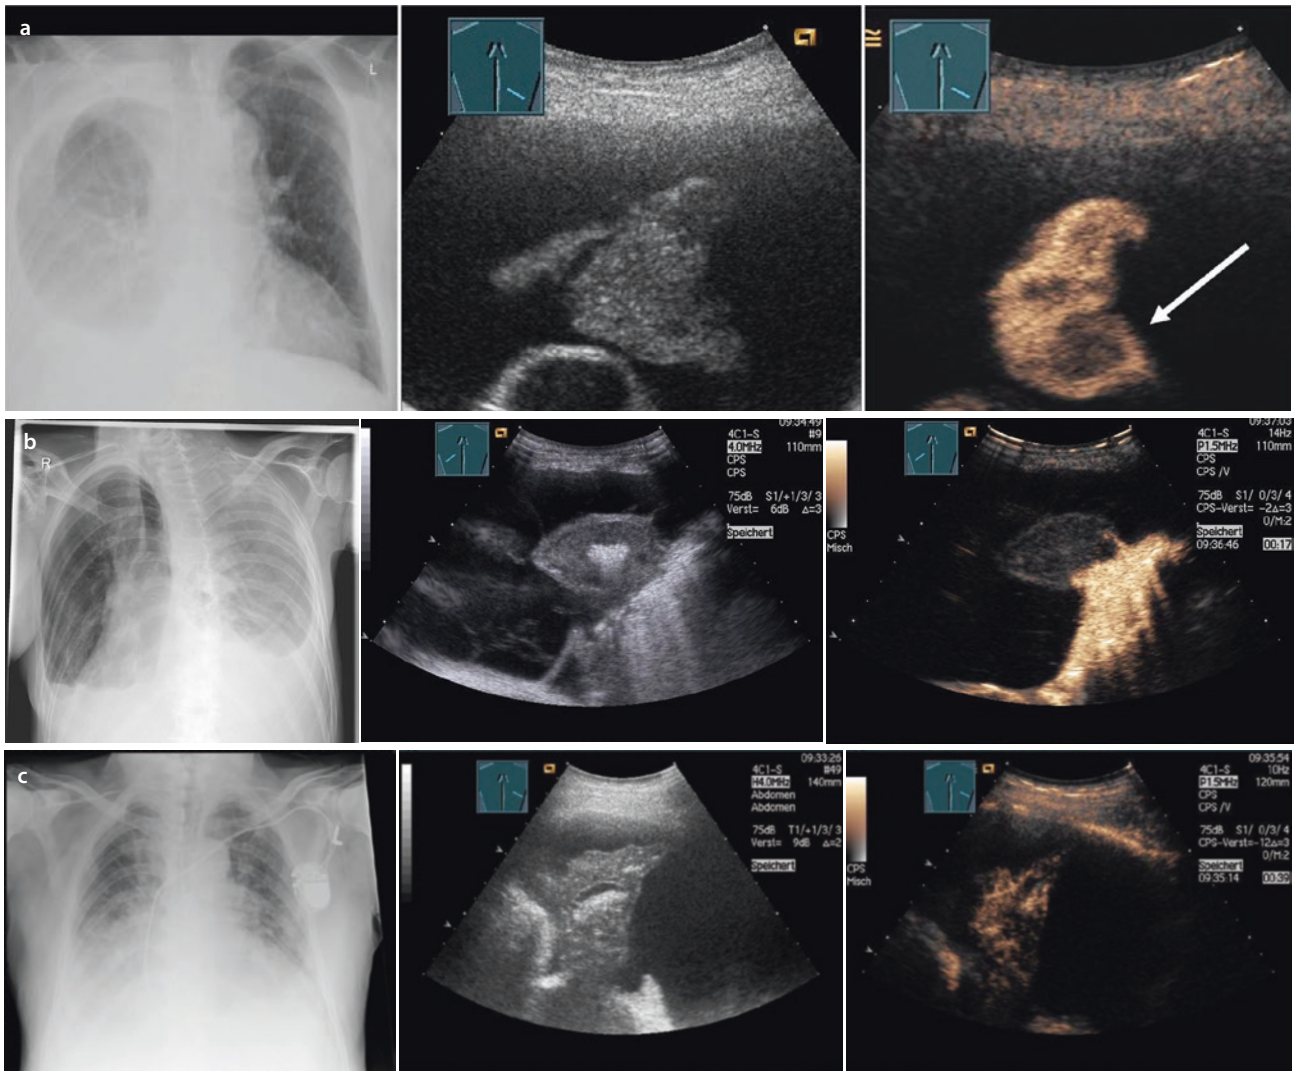 a
L
b
R
09:34:49
4C1-S #9
4.0MHz 110mm
CPS
CPS
75dB S1/+1/3/ 3
Verst= 6dB Δ=3
Speichert
CPS
Misch
09:37:03
4C1-S 14Hz
P1.5MHz 110mm
CPS
CPS /V
75dB S1/ 0/3/ 4
CPS-Verst= -2Δ=3
0/M:2
Speichert
09:36:46 00:17
c
L
09:33:26
4C1-S #49
H4.0MHz 140mm
Abdomen
Abdomen
75dB T1/+1/3/ 3
Verst= 9dB Δ=2
Speichert
CPS
Misch
09:35:54
4C1-S 10Hz
P1.5MHz 120mm
CPS
CPS /V
75dB S1/ 0/3/ 4
CPS-Verst=-12Δ=3
0/M:2
Speichert
09:35:14 00:39